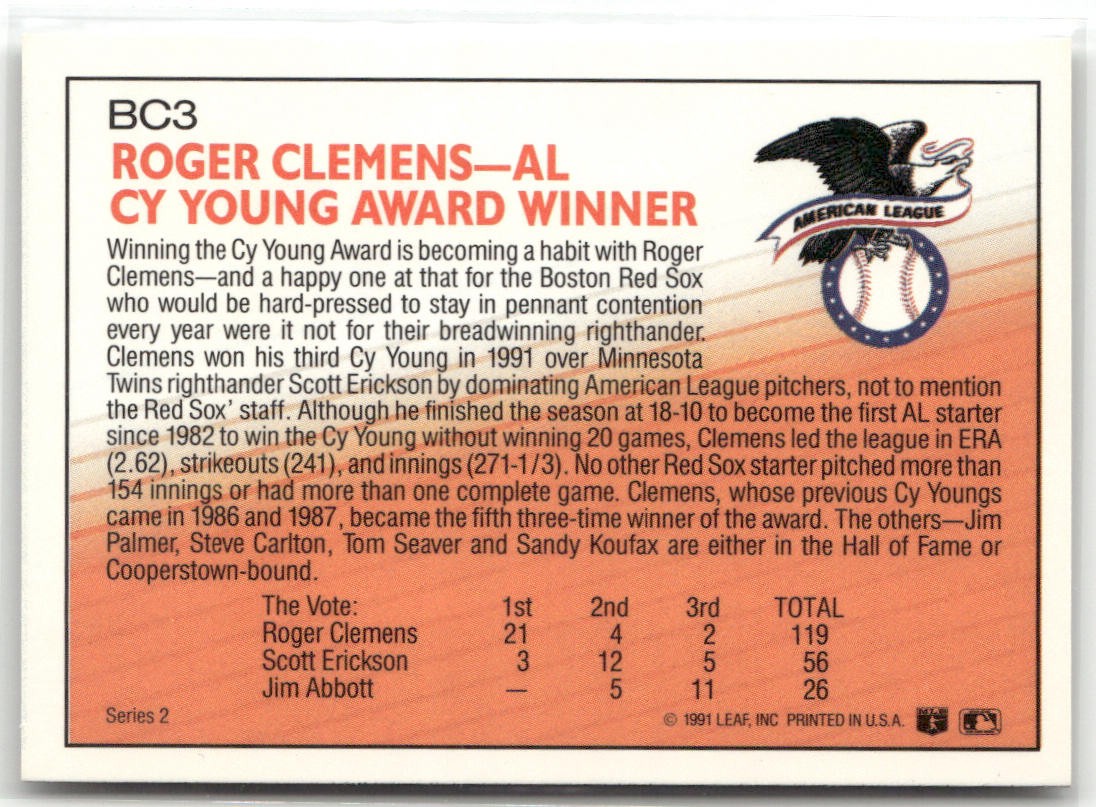 BC3
ROGER CLEMENS—AL
CY YOUNG AWARD WINNER
AMERICAN LEAGUE
Winning the Cy Young Award is becoming a habit with Roger
Clemens—and a happy one at that for the Boston Red Sox
who would be hard-pressed to stay in pennant contention
every year were it not for their breadwinning righthander.
Clemens won his third Cy Young in 1991 over Minnesota
Twins righthander Scott Erickson by dominating American League pitchers, not to mention
the Red Sox' staff. Although he finished the season at 18-10 to become the first AL starter
since 1982 to win the Cy Young without winning 20 games, Clemens led the league in ERA
(2.62), strikeouts (241), and innings (271-1/3). No other Red Sox starter pitched more than
154 innings or had more than one complete game. Clemens, whose previous Cy Youngs
came in 1986 and 1987, became the fifth three-time winner of the award. The others—Jim
Palmer, Steve Carlton, Tom Seaver and Sandy Koufax are either in the Hall of Fame or
Cooperstown-bound.
The Vote: 1st 2nd 3rd TOTAL
Roger Clemens 21 4 2 119
Scott Erickson 3 12 5 56
Jim Abbott — 5 11 26
Series 2 © 1991 LEAF, INC PRINTED IN U.S.A.